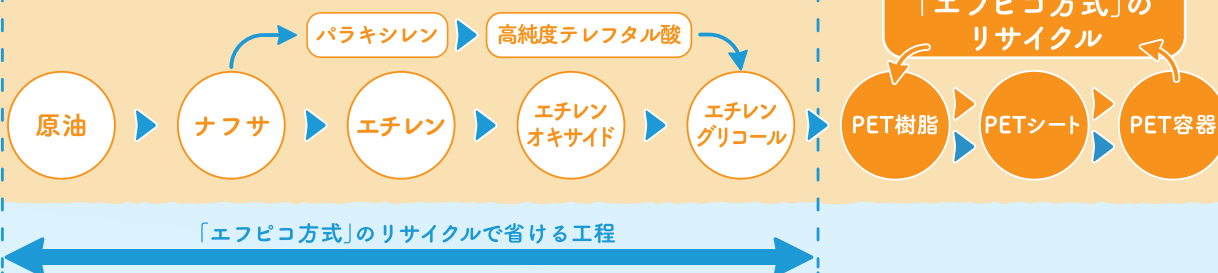 「エフピコ方式」の
リサイクル
パラキシレン
高純度テレフタル酸
原油
ナフサ
エチレン
エチレン
オキサイド
エチレン
グリコール
PET樹脂
PETシート
PET容器
「エフピコ方式」のリサイクルで省ける工程